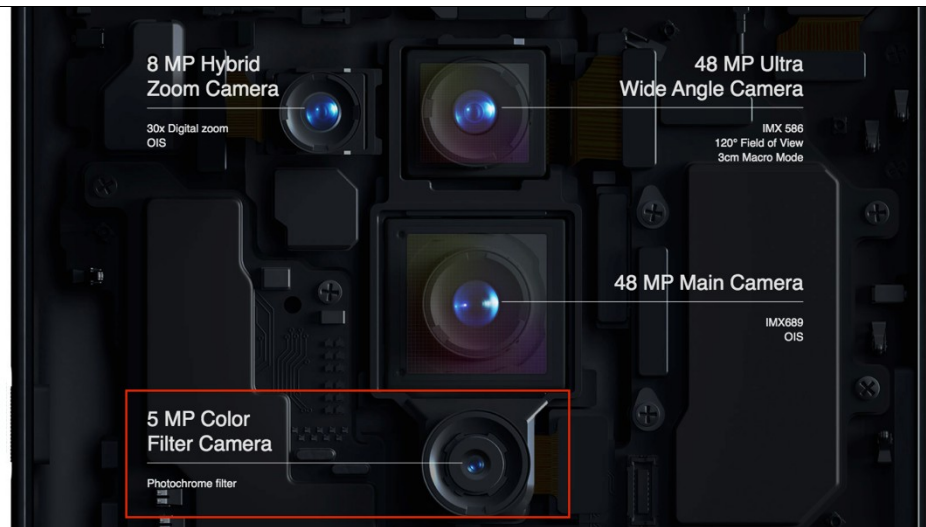 8 MP Hybrid
Zoom Camera
30x Digital zoom
OIS
48 MP Ultra
Wide Angle Camera
IMX 586
120° Field of View
3cm Macro Mode
48 MP Main Camera
IMX689
OIS
5 MP Color
Filter Camera
Photochrome filter